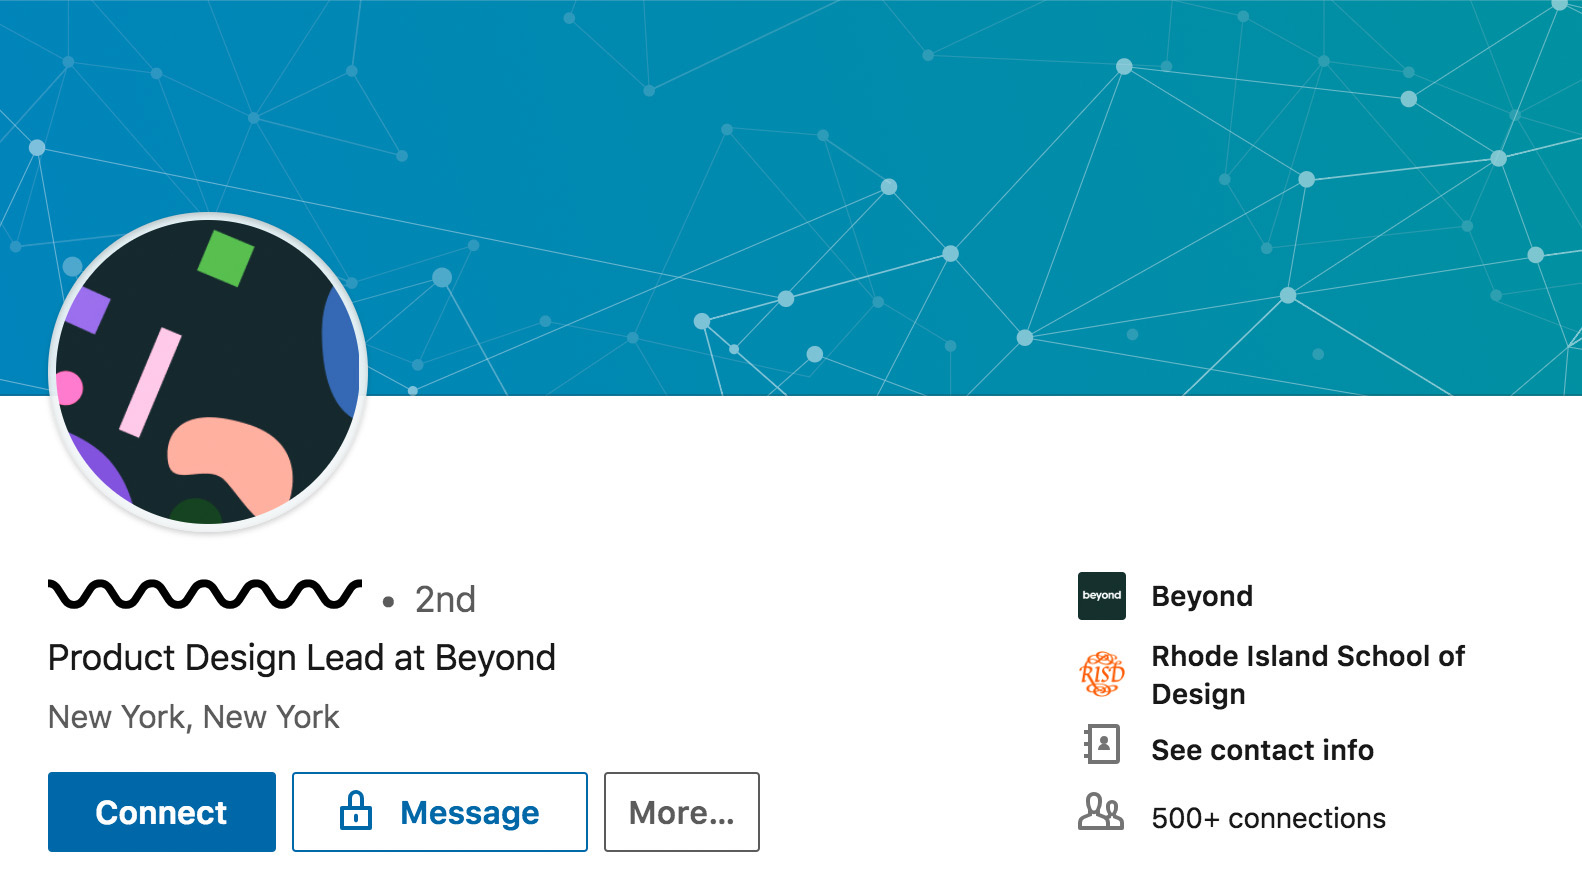 2nd
Product Design Lead at Beyond
New York, New York
Connect
Message
More...
beyond
Beyond
RISD
Rhode Island School of
Design
See contact info
500+ connections